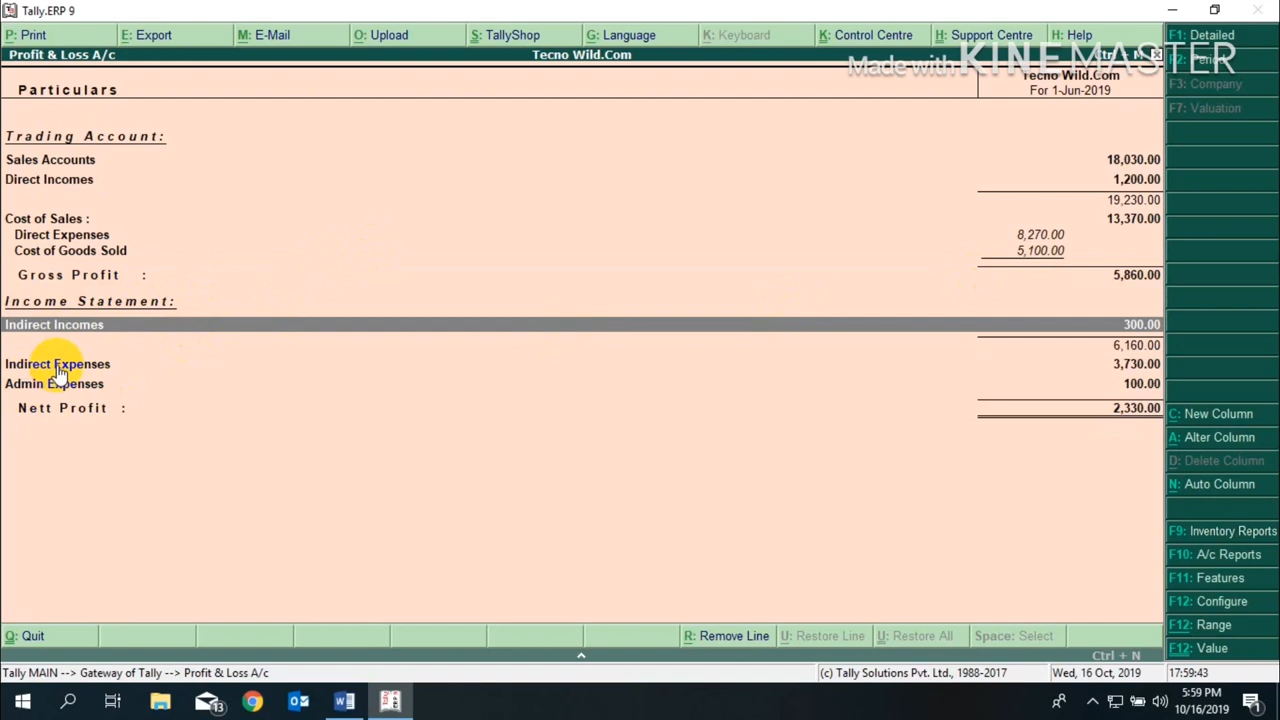 Tally.ERP 9
P: Print E: Export M: E-Mail O: Upload S: TallyShop G: Language K: Keyboard K: Control Centre H: Support Centre H: Help
F1: Detailed
Profit & Loss A/c Tecno Wild.Com Ctrl + N
Made with KINEMASTER
F2: Period
Particulars
Tecno Wild.Com
For 1-Jun-2019
F3: Company
F7: Valuation
Trading Account:
Sales Accounts 18,030.00
Direct Incomes 1,200.00
19,230.00
Cost of Sales : 13,370.00
Direct Expenses 8,270.00
Cost of Goods Sold 5,100.00
Gross Profit : 5,860.00
Income Statement:
Indirect Incomes 300.00
6,160.00
Indirect Expenses 3,730.00
Admin Expenses 100.00
Nett Profit : 2,330.00
C: New Column
A: Alter Column
D: Delete Column
N: Auto Column
F9: Inventory Reports
F10: A/c Reports
F11: Features
F12: Configure
F12: Range
F12: Value
Q: Quit R: Remove Line U: Restore Line U: Restore All Space: Select
Ctrl + N
Tally MAIN --> Gateway of Tally --> Profit & Loss A/c (c) Tally Solutions Pvt. Ltd., 1988-2017 Wed, 16 Oct, 2019 17:59:43
13
5:59 PM
10/16/2019
1